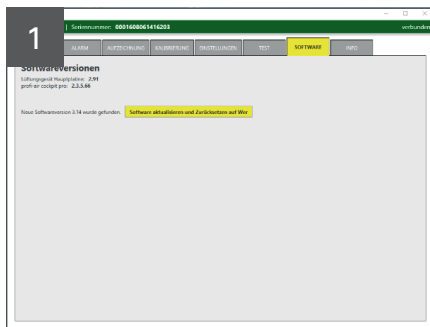 1
| Seriennummer: 0001608061416203 verbunden
ALARM AUFZEICHNUNG KALIBRIERUNG EINSTELLUNGEN TEST SOFTWARE INFO
Softwareversionen
Lüftungsgerät Hauptplatine: 2.91
profi-air cockpit pro: 2.3.5.66
Neue Softwareversion 3.14 wurde gefunden. Software aktualisieren und Zurücksetzen auf Wer